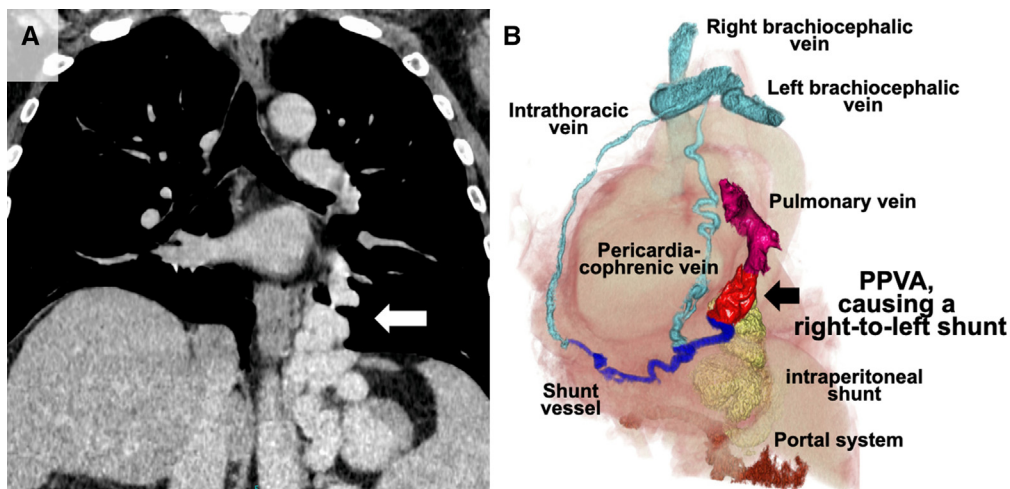 A
B
Right brachiocephalic
vein
Left brachiocephalic
vein
Intrathoracic
vein
Pulmonary vein
Pericardia-
cophrenic vein
PPVA,
causing a
right-to-left shunt
intraperitoneal
shunt
Shunt
vessel
Portal system